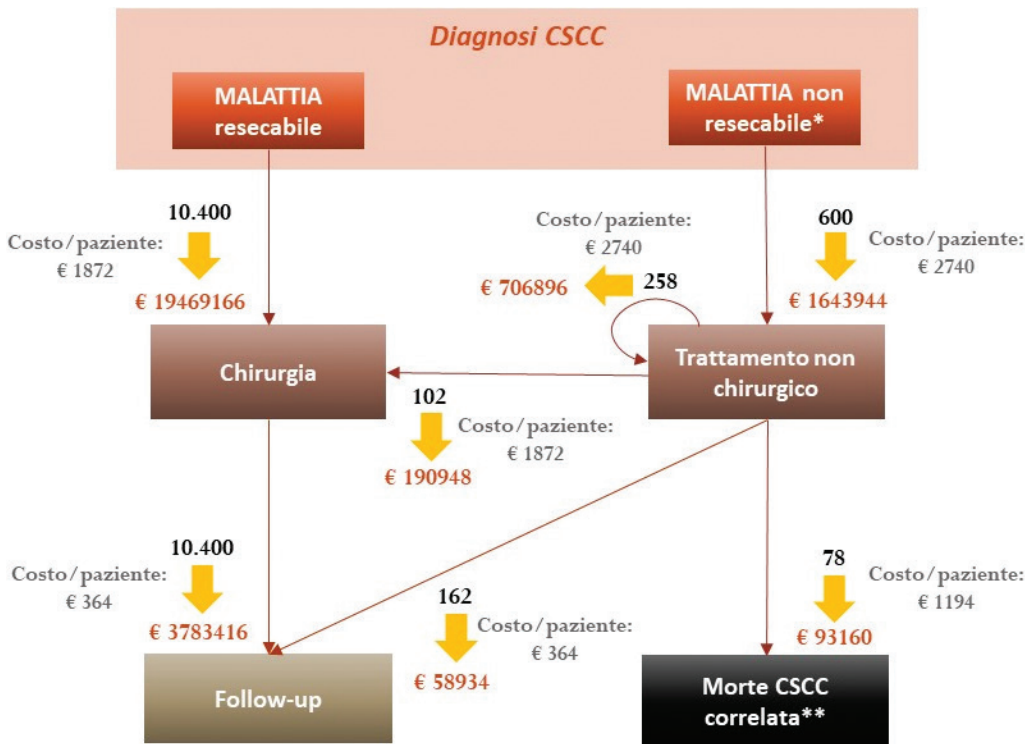 Diagnosi CSCC
MALATTIA
resecabile
MALATTIA non
resecabile*
10.400
Costo/paziente:
€ 1872
€ 19469166
Costo/paziente:
€ 2740
258
€ 706896
600
Costo/paziente:
€ 2740
€ 1643944
Chirurgia
Trattamento non
chirurgico
102
Costo/paziente:
€ 1872
€ 190948
10.400
Costo/paziente:
€ 364
€ 3783416
162
Costo/paziente:
€ 364
€ 58934
78
Costo/paziente:
€ 1194
€ 93160
Follow-up
Morte CSCC
correlata**